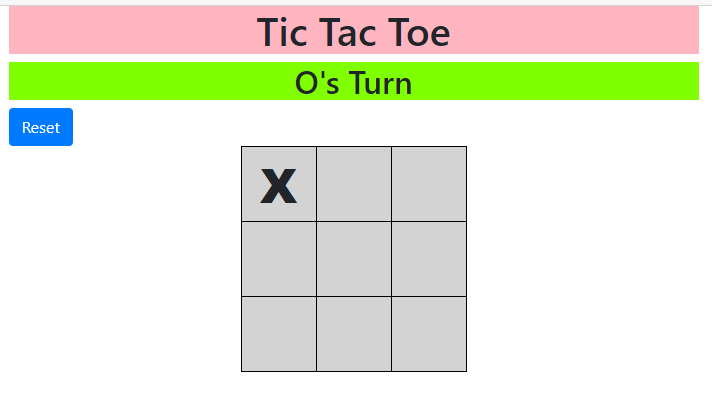 Tic Tac Toe
O's Turn
Reset
X